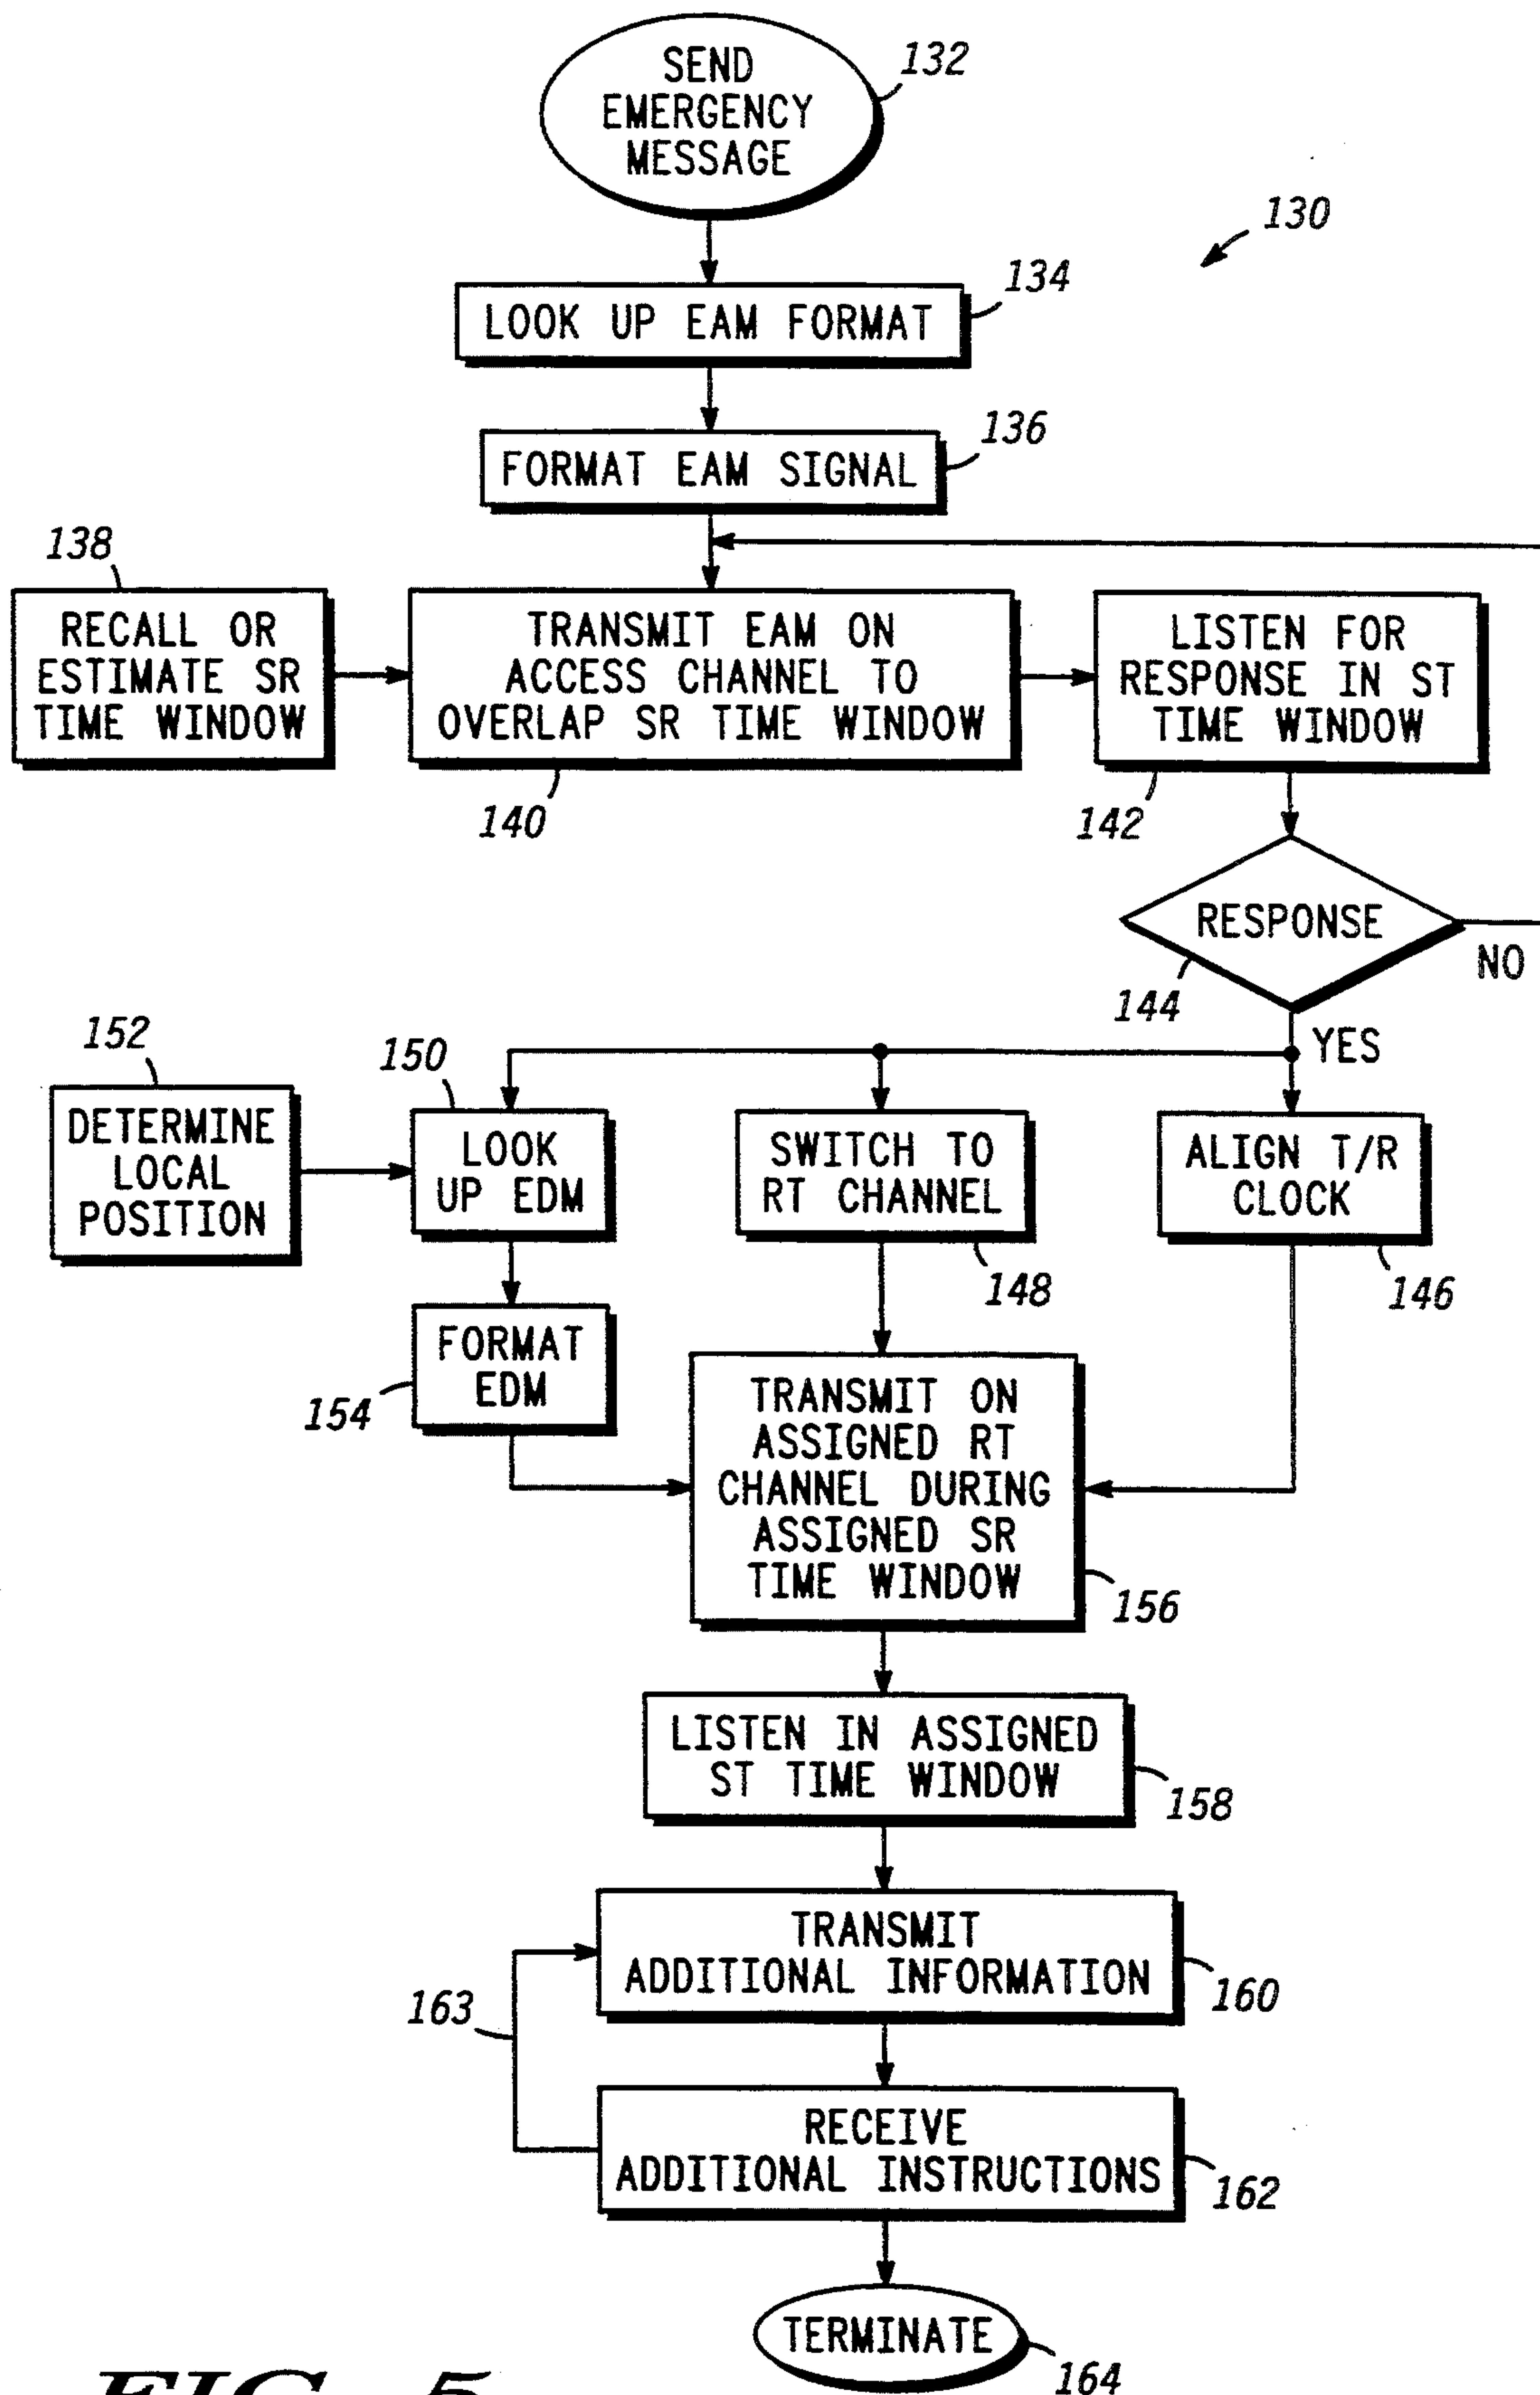 SEND
EMERGENCY
MESSAGE
132
130
LOOK UP EAM FORMAT
134
FORMAT EAM SIGNAL
136
138
RECALL OR
ESTIMATE SR
TIME WINDOW
TRANSMIT EAM ON
ACCESS CHANNEL TO
OVERLAP SR TIME WINDOW
140
LISTEN FOR
RESPONSE IN ST
TIME WINDOW
142
RESPONSE
NO
144
YES
152
DETERMINE
LOCAL
POSITION
150
LOOK
UP EDM
SWITCH TO
RT CHANNEL
148
ALIGN T/R
CLOCK
146
FORMAT
EDM
154
TRANSMIT ON
ASSIGNED RT
CHANNEL DURING
ASSIGNED SR
TIME WINDOW
156
LISTEN IN ASSIGNED
ST TIME WINDOW
158
TRANSMIT
ADDITIONAL INFORMATION
160
163
RECEIVE
ADDITIONAL INSTRUCTIONS
162
TERMINATE
164
FIG. 5